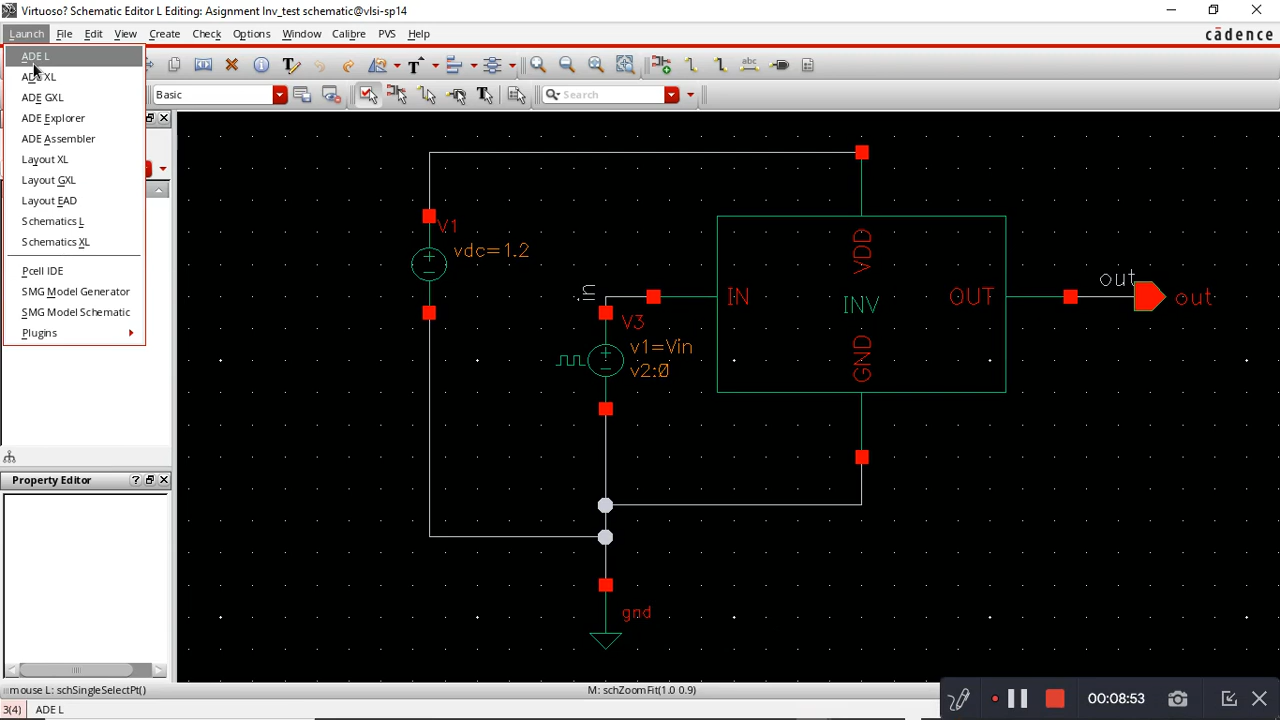 Virtuoso? Schematic Editor L Editing: Asignment Inv_test schematic@vlsi-sp14
Launch File Edit View Create Check Options Window Calibre PVS Help
cādence
ADE L
ADE XL
ADE GXL
ADE Explorer
ADE Assembler
Layout XL
Layout GXL
Layout EAD
Schematics L
Schematics XL
Pcell IDE
SMG Model Generator
SMG Model Schematic
Plugins
Basic
Search
abc
V1
vdc=1.2
in
V3
v1=Vin
v2:0
IN
VDD
INV
GND
OUT
out
out
gnd
Property Editor
mouse L: schSingleSelectPt()
M: schZoomFit(1.0 0.9)
3(4)
ADE L
00:08:53